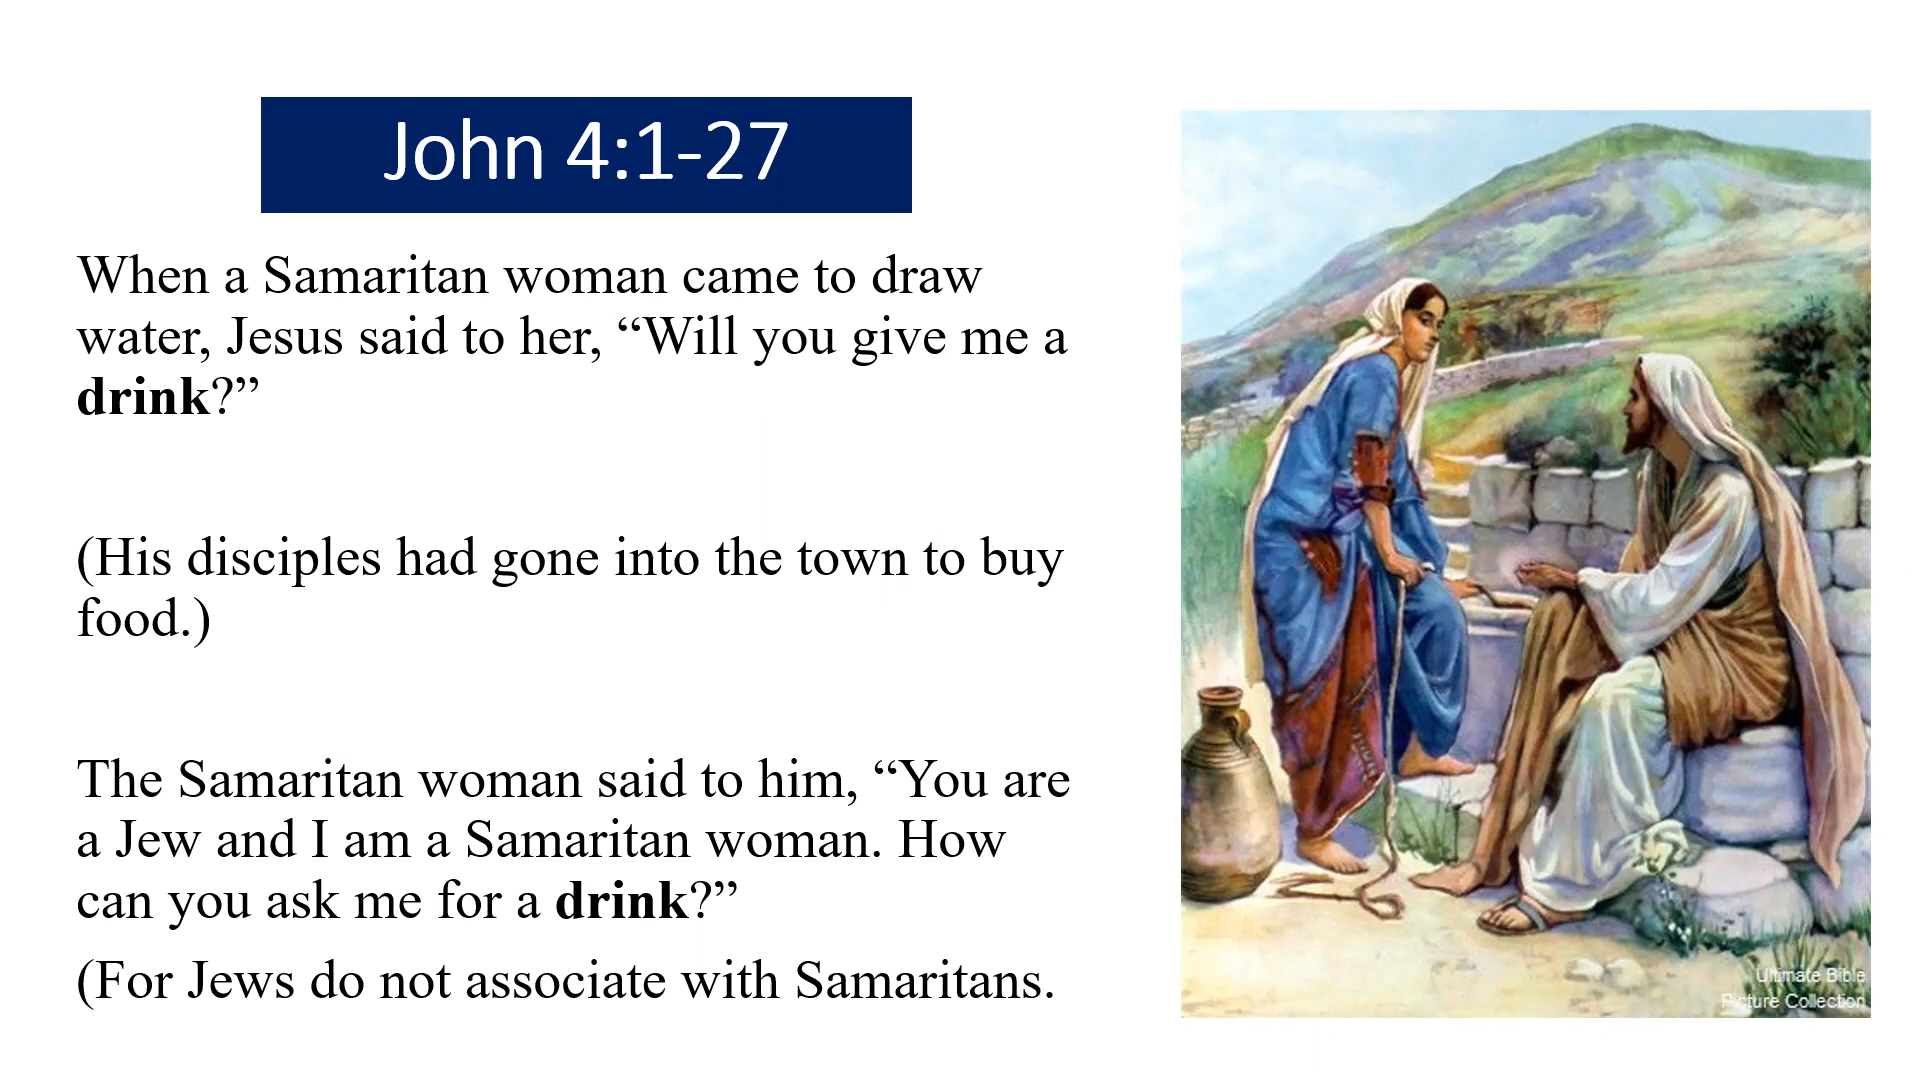 John 4:1-27
When a Samaritan woman came to draw
water, Jesus said to her, “Will you give me a
drink?”
(His disciples had gone into the town to buy
food.)
The Samaritan woman said to him, “You are
a Jew and I am a Samaritan woman. How
can you ask me for a drink?”
(For Jews do not associate with Samaritans.
Ultimate Bible
Picture Collection